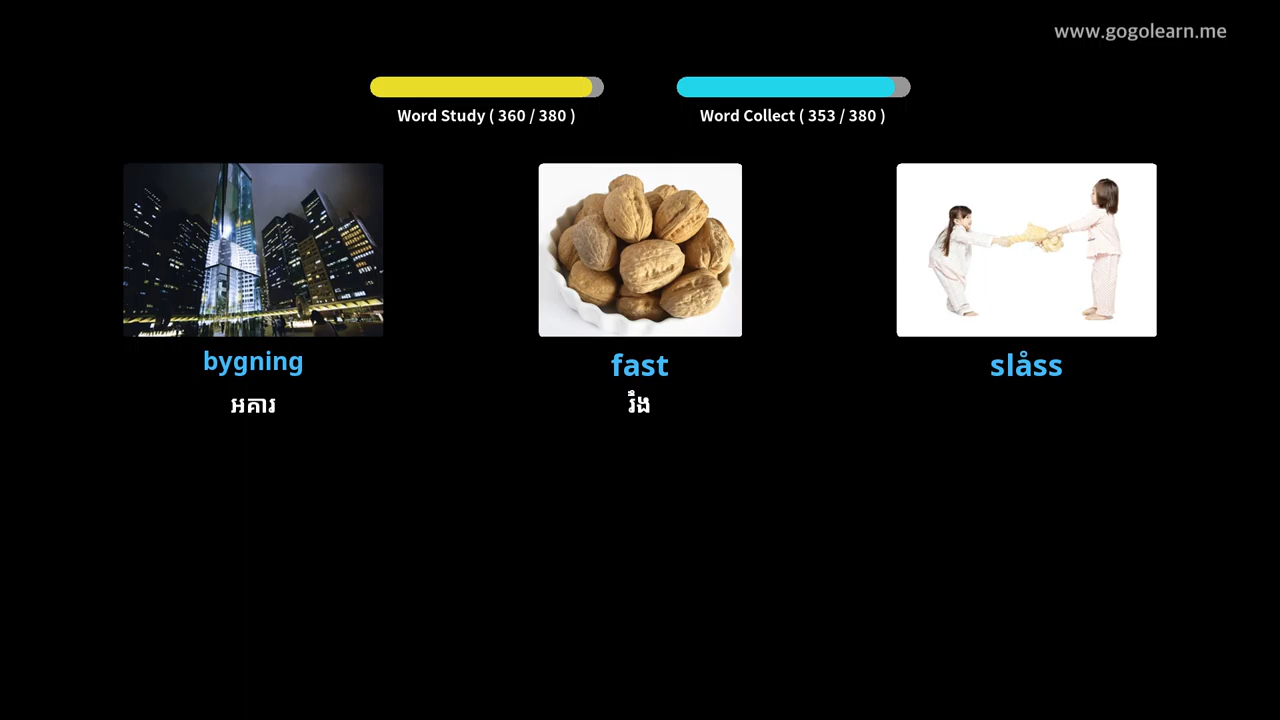 www.gogolearn.me
Word Study ( 360 / 380 )
Word Collect ( 353 / 380 )
bygning
fast
slåss
អគារ
រឹង